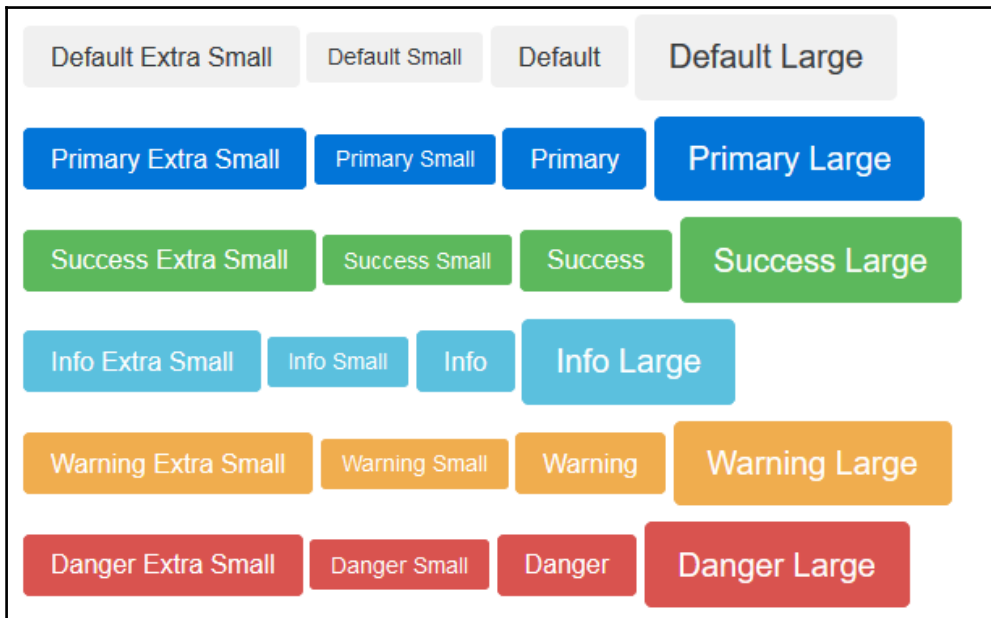 Default Extra Small Default Small Default Default Large
Primary Extra Small Primary Small Primary Primary Large
Success Extra Small Success Small Success Success Large
Info Extra Small Info Small Info Info Large
Warning Extra Small Warning Small Warning Warning Large
Danger Extra Small Danger Small Danger Danger Large